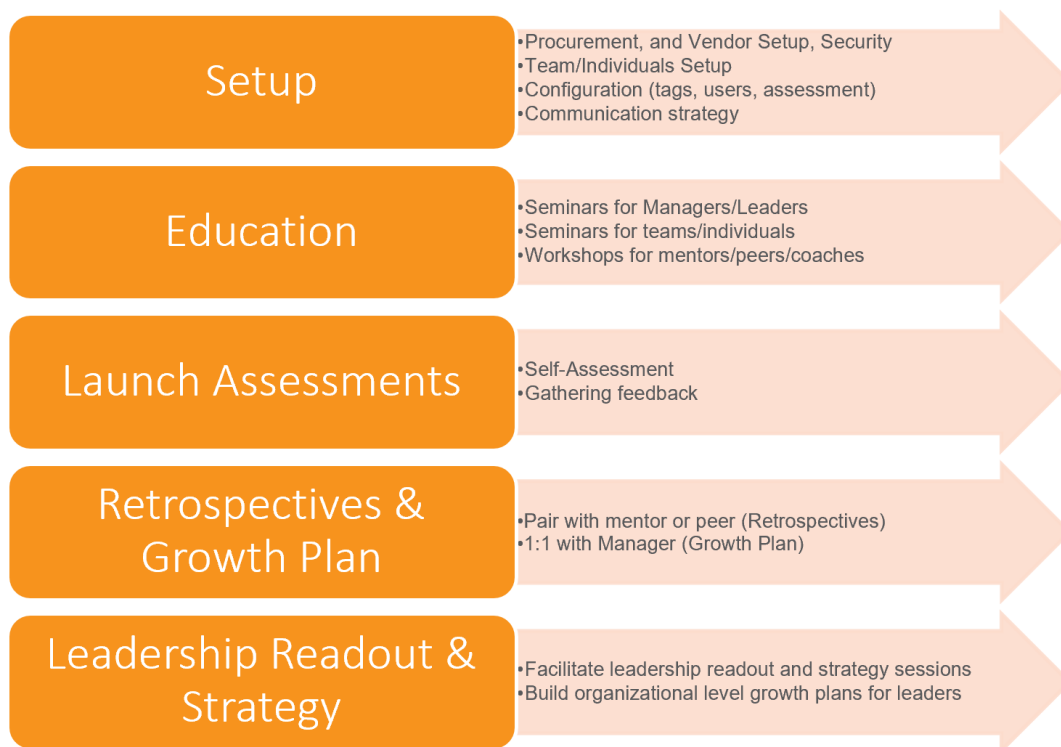 Setup
•Procurement, and Vendor Setup, Security
•Team/Individuals Setup
•Configuration (tags, users, assessment)
•Communication strategy
Education
•Seminars for Managers/Leaders
•Seminars for teams/individuals
•Workshops for mentors/peers/coaches
Launch Assessments
•Self-Assessment
•Gathering feedback
Retrospectives &
Growth Plan
•Pair with mentor or peer (Retrospectives)
•1:1 with Manager (Growth Plan)
Leadership Readout &
Strategy
•Facilitate leadership readout and strategy sessions
•Build organizational level growth plans for leaders